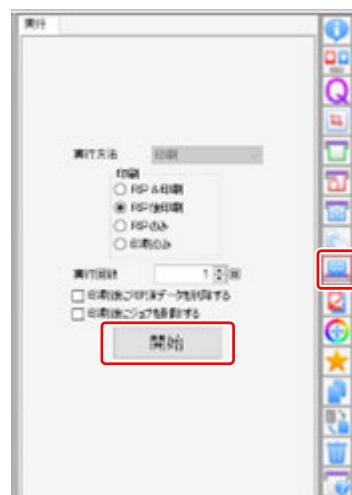 実行
実行方法 印刷
印刷
RIP & 印刷
RIP後印刷
RIPのみ
印刷のみ
実行回数 1 回
印刷後にRIP済データを削除する
印刷後にジョブを削除する
開始